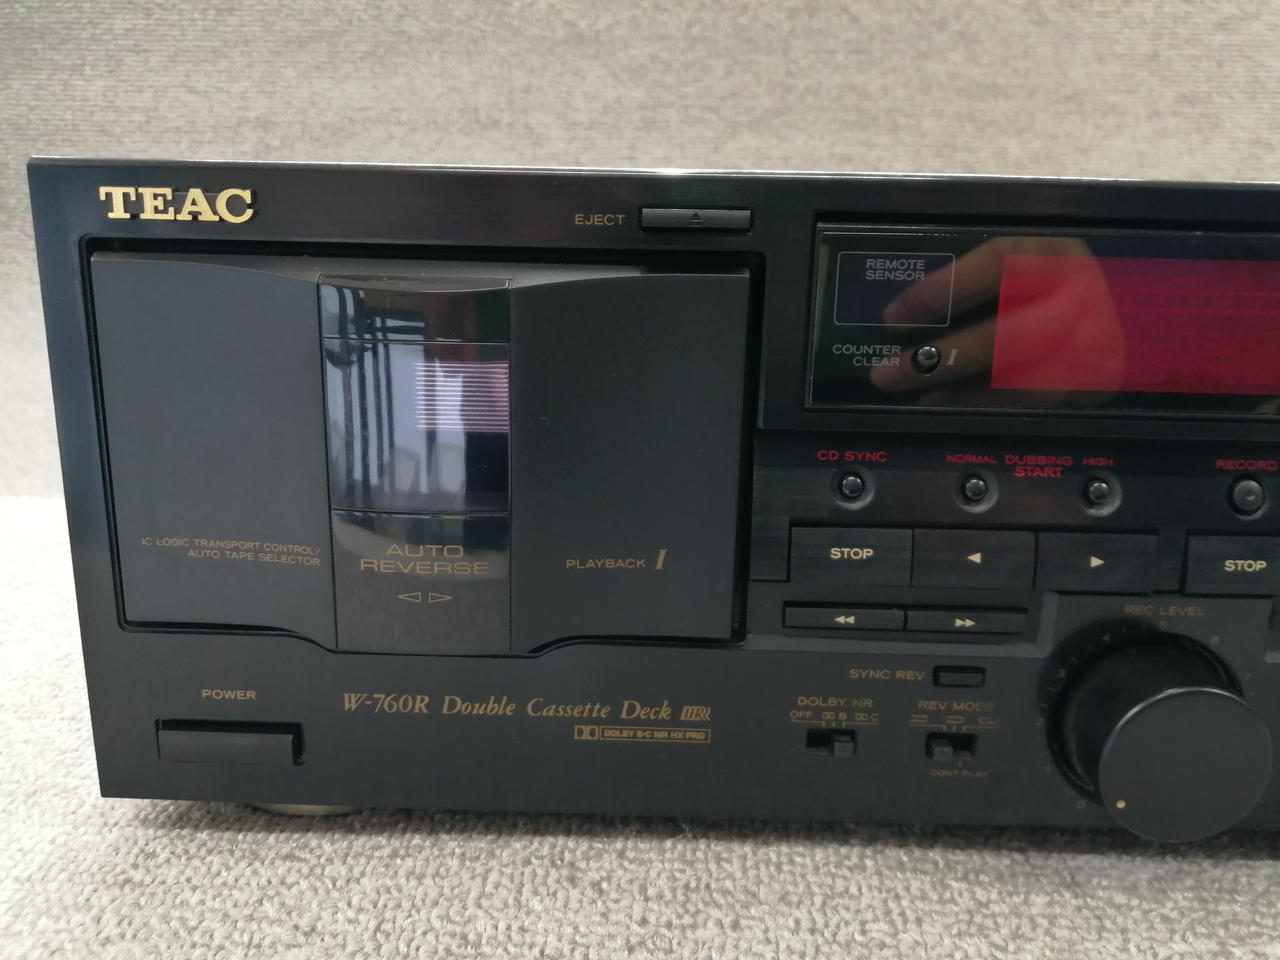 TEAC
EJECT
REMOTE
SENSOR
COUNTER
CLEAR I
CD SYNC
NORMAL DUBBING HIGH
START
RECORD
STOP
STOP
IC LOGIC TRANSPORT CONTROL/
AUTO TAPE SELECTOR
AUTO
REVERSE
PLAYBACK I
REC LEVEL
SYNC REV
POWER
W-760R Double Cassette Deck
DOLBY B·C NR HX PRO
DOLBY NR
OFF B C
REV MODE
CONT PLAY